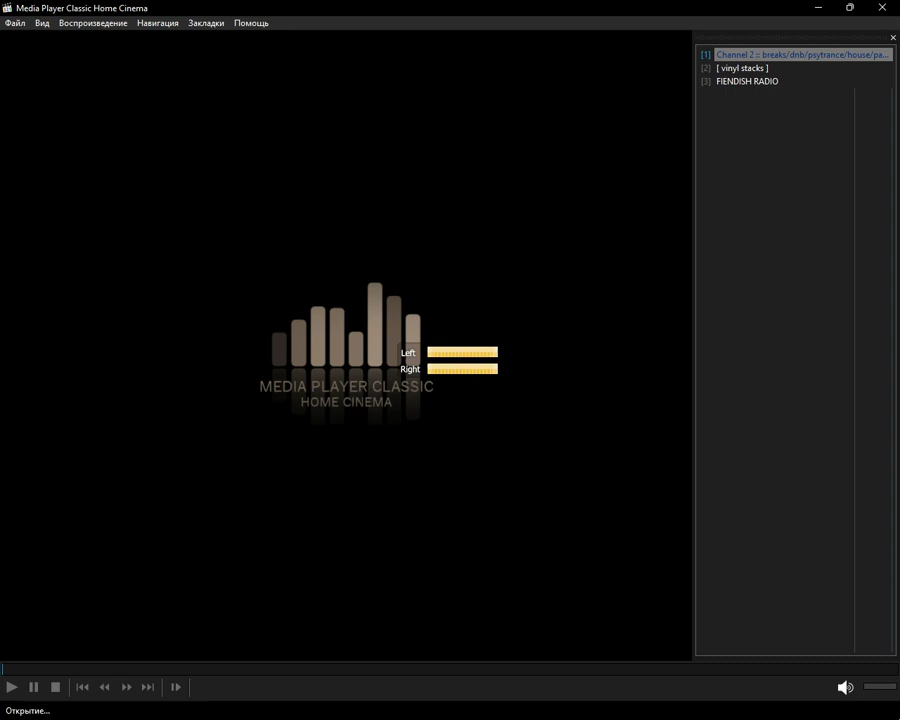 Media Player Classic Home Cinema
Файл Вид Воспроизведение Навигация Закладки Помощь
[1] Channel 2 :: breaks/dnb/psytrance/house/pa...
[2] [ vinyl stacks ]
[3] FIENDISH RADIO
Left
Right
MEDIA PLAYER CLASSIC
HOME CINEMA
Открытие...